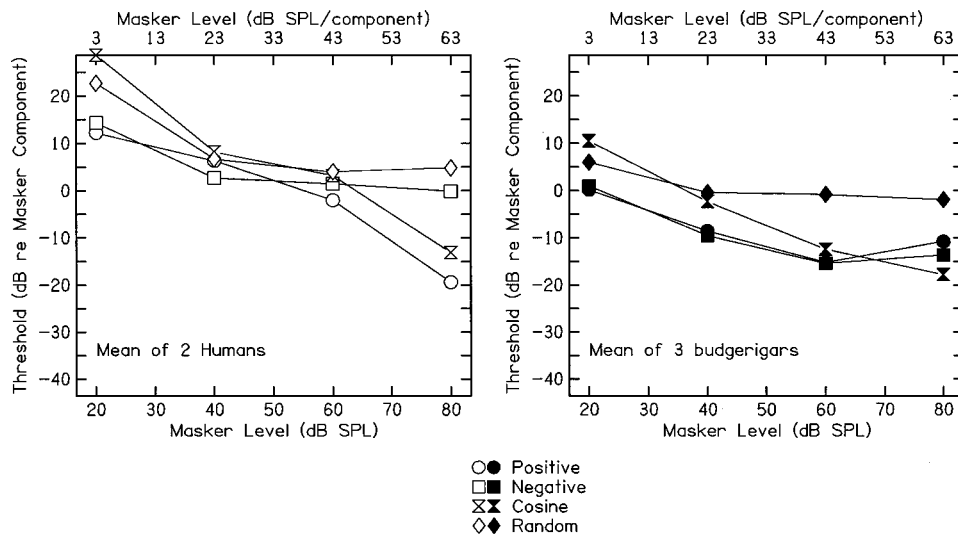 Masker Level (dB SPL/component)
3 13 23 33 43 53 63
Threshold (dB re Masker Component)
20
10
0
−10
−20
−30
−40
Mean of 2 Humans
20 30 40 50 60 70 80
Masker Level (dB SPL)
Masker Level (dB SPL/component)
3 13 23 33 43 53 63
Threshold (dB re Masker Component)
20
10
0
−10
−20
−30
−40
Mean of 3 budgerigars
20 30 40 50 60 70 80
Masker Level (dB SPL)
Positive
Negative
Cosine
Random